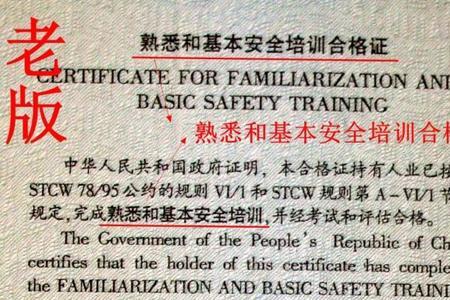 老版
熟悉和基本安全培训合格证
CERTIFICATE FOR FAMILIARIZATION AN
BASIC SAFETY TRAINING
熟悉和基本安全培训合格
中华人民共和国政府证明，本合格证持有人业已按
STCW 78/95 公约的规则 VI/1 和 STCW 规则第 A-VI/1 节
规定，完成熟悉和基本安全培训，并经考试和评估合格。
The Government of the People's Republic of Ch
certifies that the holder of this certificate has comple
the FAMILIARIZATION AND BASIC SAFETY TRAININ